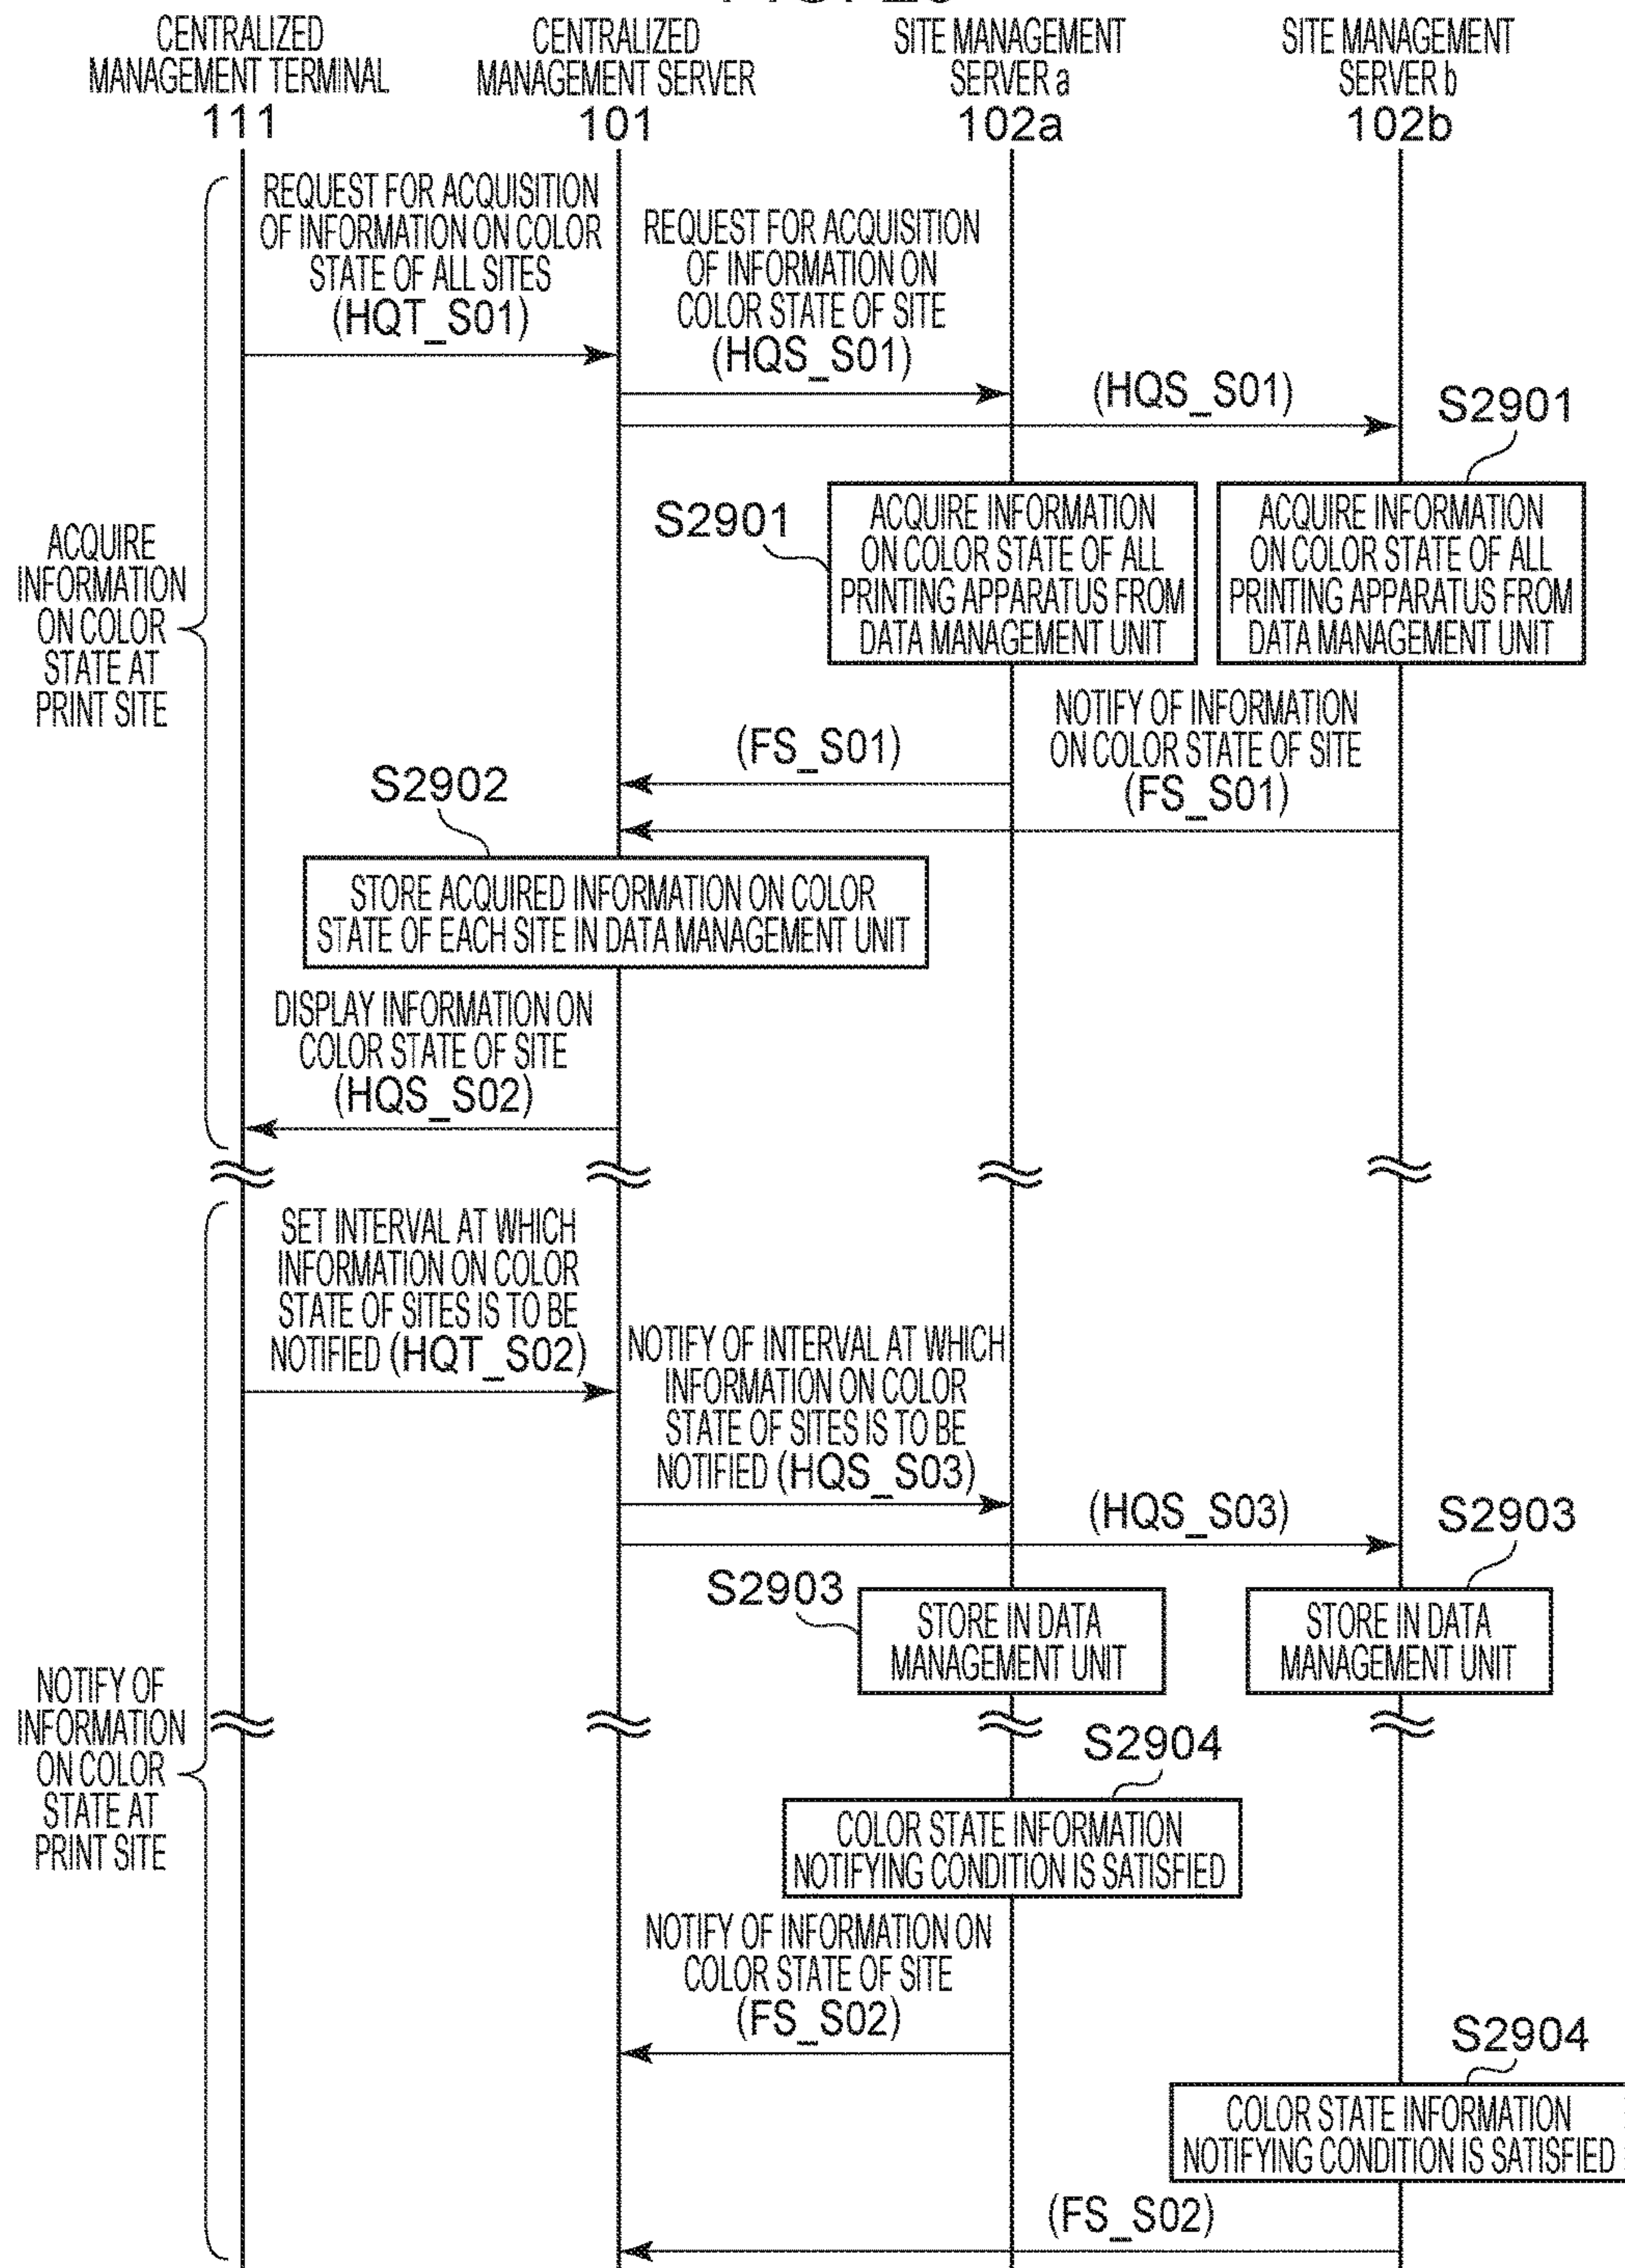 CENTRALIZED
MANAGEMENT TERMINAL
111
CENTRALIZED
MANAGEMENT SERVER
101
SITE MANAGEMENT
SERVER a
102a
SITE MANAGEMENT
SERVER b
102b
REQUEST FOR ACQUISITION
OF INFORMATION ON COLOR
STATE OF ALL SITES
(HQT_S01)
REQUEST FOR ACQUISITION
OF INFORMATION ON
COLOR STATE OF SITE
(HQS_S01)
(HQS_S01)
S2901
S2901
ACQUIRE INFORMATION
ON COLOR STATE OF ALL
PRINTING APPARATUS FROM
DATA MANAGEMENT UNIT
ACQUIRE INFORMATION
ON COLOR STATE OF ALL
PRINTING APPARATUS FROM
DATA MANAGEMENT UNIT
ACQUIRE
INFORMATION
ON COLOR
STATE AT
PRINT SITE
(FS_S01)
NOTIFY OF INFORMATION
ON COLOR STATE OF SITE
(FS_S01)
S2902
STORE ACQUIRED INFORMATION ON COLOR
STATE OF EACH SITE IN DATA MANAGEMENT UNIT
DISPLAY INFORMATION ON
COLOR STATE OF SITE
(HQS_S02)
SET INTERVAL AT WHICH
INFORMATION ON COLOR
STATE OF SITES IS TO BE
NOTIFIED (HQT_S02)
NOTIFY OF INTERVAL AT WHICH
INFORMATION ON COLOR
STATE OF SITES IS TO BE
NOTIFIED (HQS_S03)
(HQS_S03)
S2903
S2903
STORE IN DATA
MANAGEMENT UNIT
STORE IN DATA
MANAGEMENT UNIT
NOTIFY OF
INFORMATION
ON COLOR
STATE AT
PRINT SITE
S2904
COLOR STATE INFORMATION
NOTIFYING CONDITION IS SATISFIED
NOTIFY OF INFORMATION ON
COLOR STATE OF SITE
(FS_S02)
S2904
COLOR STATE INFORMATION
NOTIFYING CONDITION IS SATISFIED
(FS_S02)